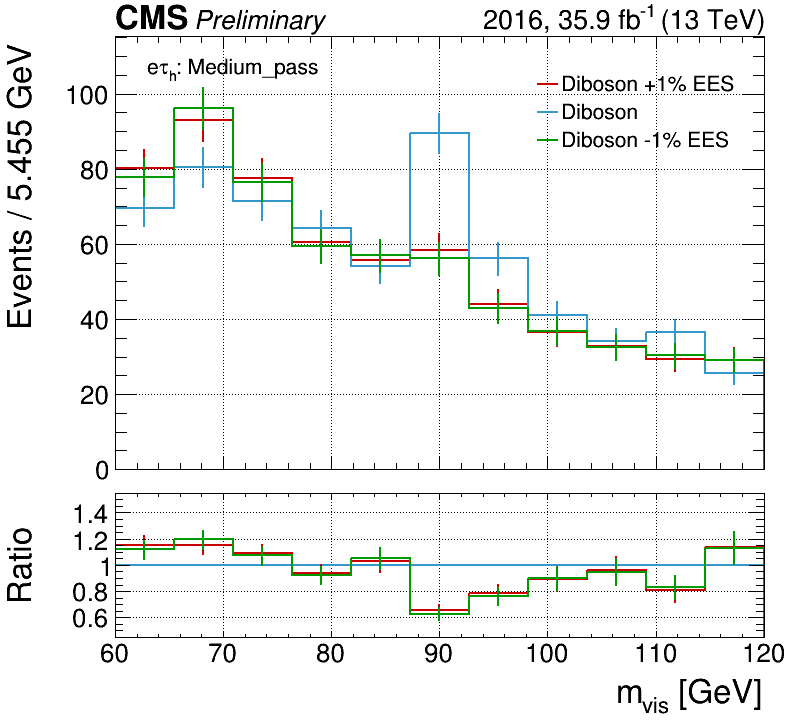 CMS Preliminary 2016, 35.9 fb⁻¹ (13 TeV)
eτₕ: Medium_pass
Diboson +1% EES
Diboson
Diboson -1% EES
Events / 5.455 GeV
100
80
60
40
20
0
Ratio
1.4
1.2
1
0.8
0.6
60 70 80 90 100 110 120
m_vis [GeV]